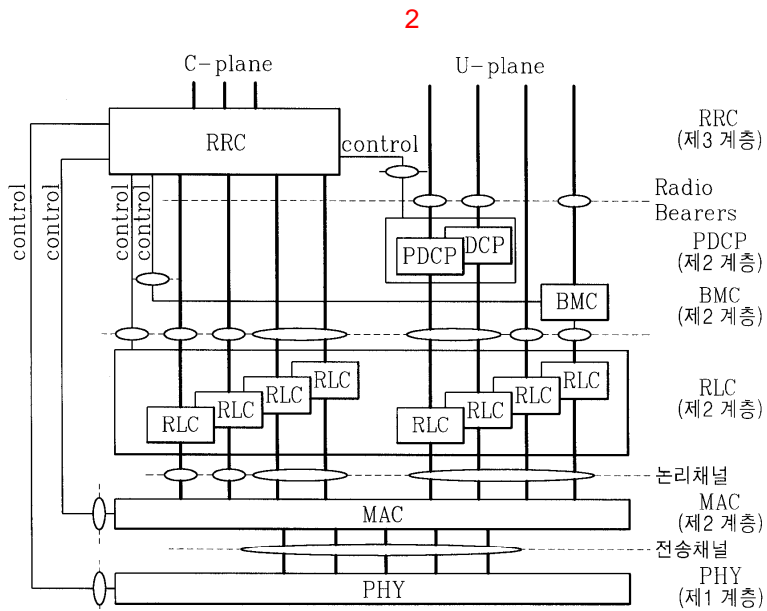 2
C-plane
U-plane
RRC
control
RRC
(제3 계층)
control
control
control
control
Radio
Bearers
PDCP
DCP
PDCP
(제2 계층)
BMC
BMC
(제2 계층)
RLC
RLC
RLC
RLC
RLC
RLC
RLC
RLC
RLC
(제2 계층)
논리채널
MAC
MAC
(제2 계층)
전송채널
PHY
PHY
(제1 계층)